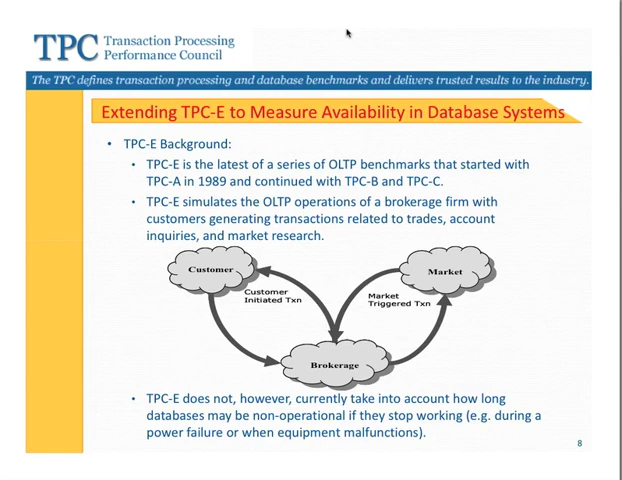 TPC Transaction Processing
Performance Council
The TPC defines transaction processing and database benchmarks and delivers trusted results to the industry.
Extending TPC-E to Measure Availability in Database Systems
• TPC-E Background:
• TPC-E is the latest of a series of OLTP benchmarks that started with
TPC-A in 1989 and continued with TPC-B and TPC-C.
• TPC-E simulates the OLTP operations of a brokerage firm with
customers generating transactions related to trades, account
inquiries, and market research.
Customer
Market
Customer
Initiated Txn
Market
Triggered Txn
Brokerage
• TPC-E does not, however, currently take into account how long
databases may be non-operational if they stop working (e.g. during a
power failure or when equipment malfunctions).
8